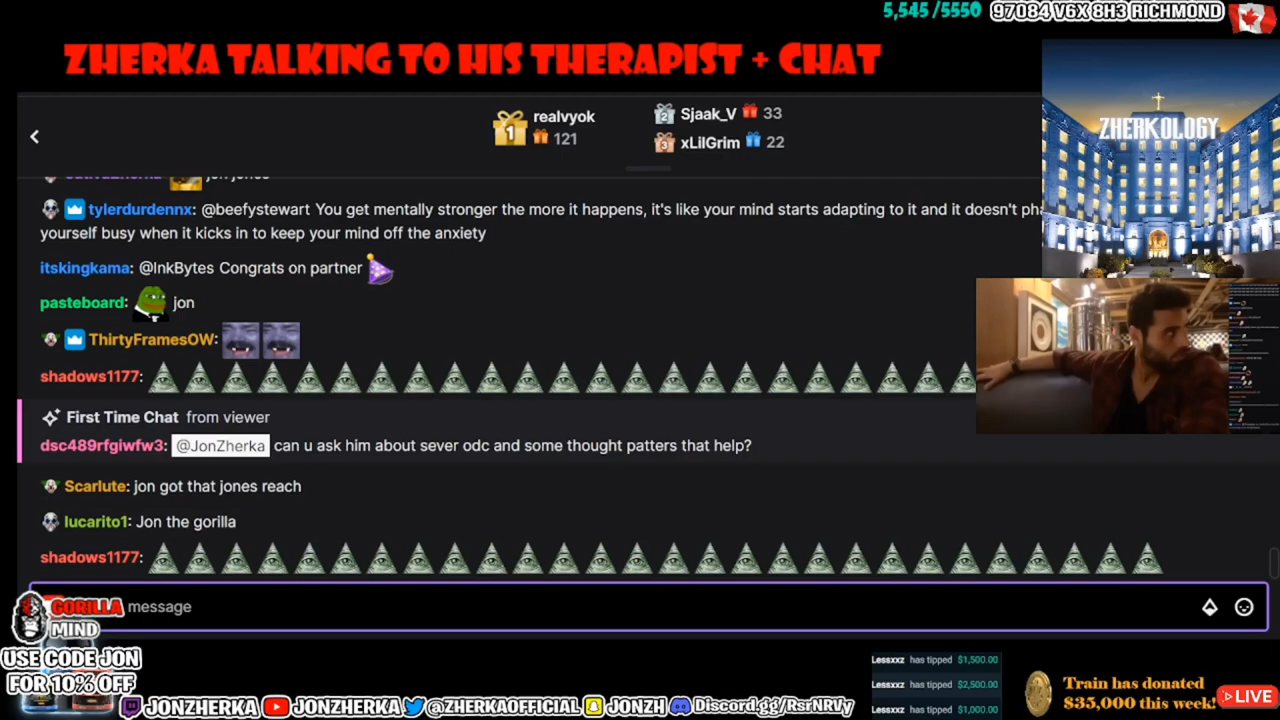 5,545 /5550
97084 V6X 8H3 RICHMOND
ZHERKA TALKING TO HIS THERAPIST + CHAT
ZHERKOLO6Y
1 realvyok 121
2 Sjaak_V 33
3 xLilGrim 22
jon jones
tylerdurdennx: @beefystewart You get mentally stronger the more it happens, it's like your mind starts adapting to it and it doesn't
yourself busy when it kicks in to keep your mind off the anxiety
itskingkama: @InkBytes Congrats on partner
pasteboard: jon
ThirtyFramesOW:
shadows1177:
First Time Chat from viewer
dsc489rfgiwfw3: @JonZherka can u ask him about sever odc and some thought patters that help?
Scarlute: jon got that jones reach
lucarito1: Jon the gorilla
shadows1177:
message
GORILLA
MIND
USE CODE JON
FOR 10% OFF
Lessxxz has tipped $1,500.00
Lessxxz has tipped $2,500.00
Lessxxz has tipped $1,000.00
Train has donated
$35,000 this week!
LIVE
JONZHERKA JONZHERKA @ZHERKAOFFICIAL JONZH Discord.gg/RsrNRVy